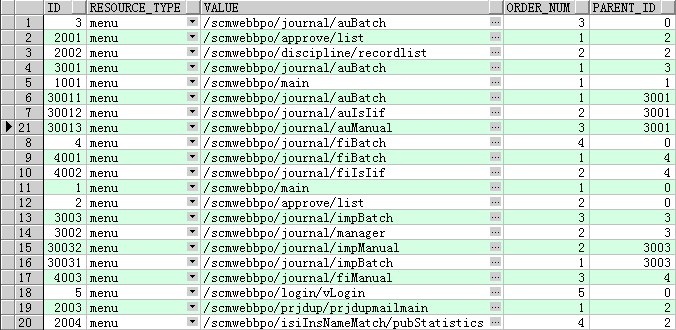 ID RESOURCE_TYPE VALUE ORDER_NUM PARENT_ID
1 3 menu /scmwebbpo/journal/auBatch 3 0
2 2001 menu /scmwebbpo/approve/list 1 2
3 2002 menu /scmwebbpo/discipline/recordlist 2 2
4 3001 menu /scmwebbpo/journal/auBatch 1 3
5 1001 menu /scmwebbpo/main 1 1
6 30011 menu /scmwebbpo/journal/auBatch 1 3001
7 30012 menu /scmwebbpo/journal/auIsIif 2 3001
21 30013 menu /scmwebbpo/journal/auManual 3 3001
8 4 menu /scmwebbpo/journal/fiBatch 4 0
9 4001 menu /scmwebbpo/journal/fiBatch 1 4
10 4002 menu /scmwebbpo/journal/fiIsIif 2 4
11 1 menu /scmwebbpo/main 1 0
12 2 menu /scmwebbpo/approve/list 2 0
13 3003 menu /scmwebbpo/journal/impBatch 3 3
14 3002 menu /scmwebbpo/journal/manager 2 3
15 30032 menu /scmwebbpo/journal/impManual 2 3003
16 30031 menu /scmwebbpo/journal/impBatch 1 3003
17 4003 menu /scmwebbpo/journal/fiManual 3 4
18 5 menu /scmwebbpo/login/vLogin 5 0
19 2003 menu /scmwebbpo/prjdup/prjdupmailmain 1 2
20 2004 menu /scmwebbpo/isiInsNameMatch/pubStatistics 4 2